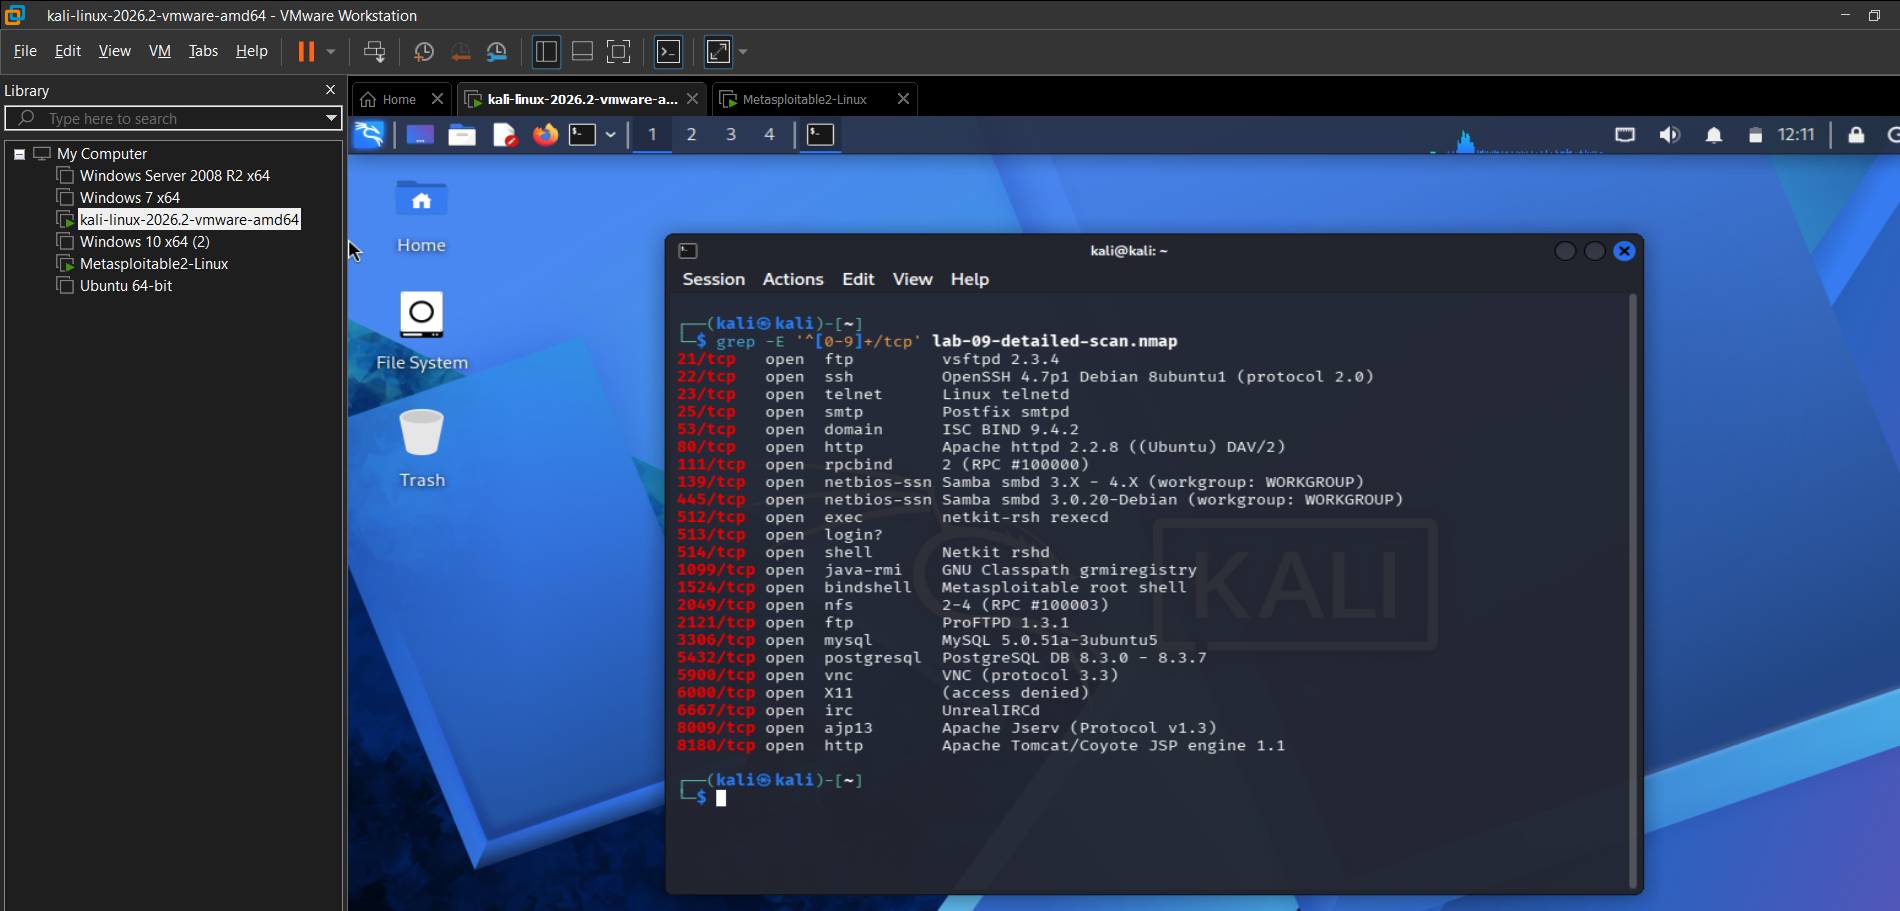 kali-linux-2026.2-vmware-amd64 - VMware Workstation
File Edit View VM Tabs Help
Library
Type here to search
My Computer
Windows Server 2008 R2 x64
Windows 7 x64
kali-linux-2026.2-vmware-amd64
Windows 10 x64 (2)
Metasploitable2-Linux
Ubuntu 64-bit
Home kali-linux-2026.2-vmware-a... Metasploitable2-Linux
1 2 3 4 12:11
Home
File System
Trash
kali@kali: ~
Session Actions Edit View Help
┌──(kali㉿kali)-[~]
└─$ grep -E '^[0-9]+/tcp' lab-09-detailed-scan.nmap
21/tcp open ftp vsftpd 2.3.4
22/tcp open ssh OpenSSH 4.7p1 Debian 8ubuntu1 (protocol 2.0)
23/tcp open telnet Linux telnetd
25/tcp open smtp Postfix smtpd
53/tcp open domain ISC BIND 9.4.2
80/tcp open http Apache httpd 2.2.8 ((Ubuntu) DAV/2)
111/tcp open rpcbind 2 (RPC #100000)
139/tcp open netbios-ssn Samba smbd 3.X - 4.X (workgroup: WORKGROUP)
445/tcp open netbios-ssn Samba smbd 3.0.20-Debian (workgroup: WORKGROUP)
512/tcp open exec netkit-rsh rexecd
513/tcp open login?
514/tcp open shell Netkit rshd
1099/tcp open java-rmi GNU Classpath grmiregistry
1524/tcp open bindshell Metasploitable root shell
2049/tcp open nfs 2-4 (RPC #100003)
2121/tcp open ftp ProFTPD 1.3.1
3306/tcp open mysql MySQL 5.0.51a-3ubuntu5
5432/tcp open postgresql PostgreSQL DB 8.3.0 - 8.3.7
5900/tcp open vnc VNC (protocol 3.3)
6000/tcp open X11 (access denied)
6667/tcp open irc UnrealIRCd
8009/tcp open ajp13 Apache Jserv (Protocol v1.3)
8180/tcp open http Apache Tomcat/Coyote JSP engine 1.1
┌──(kali㉿kali)-[~]
└─$
KALI